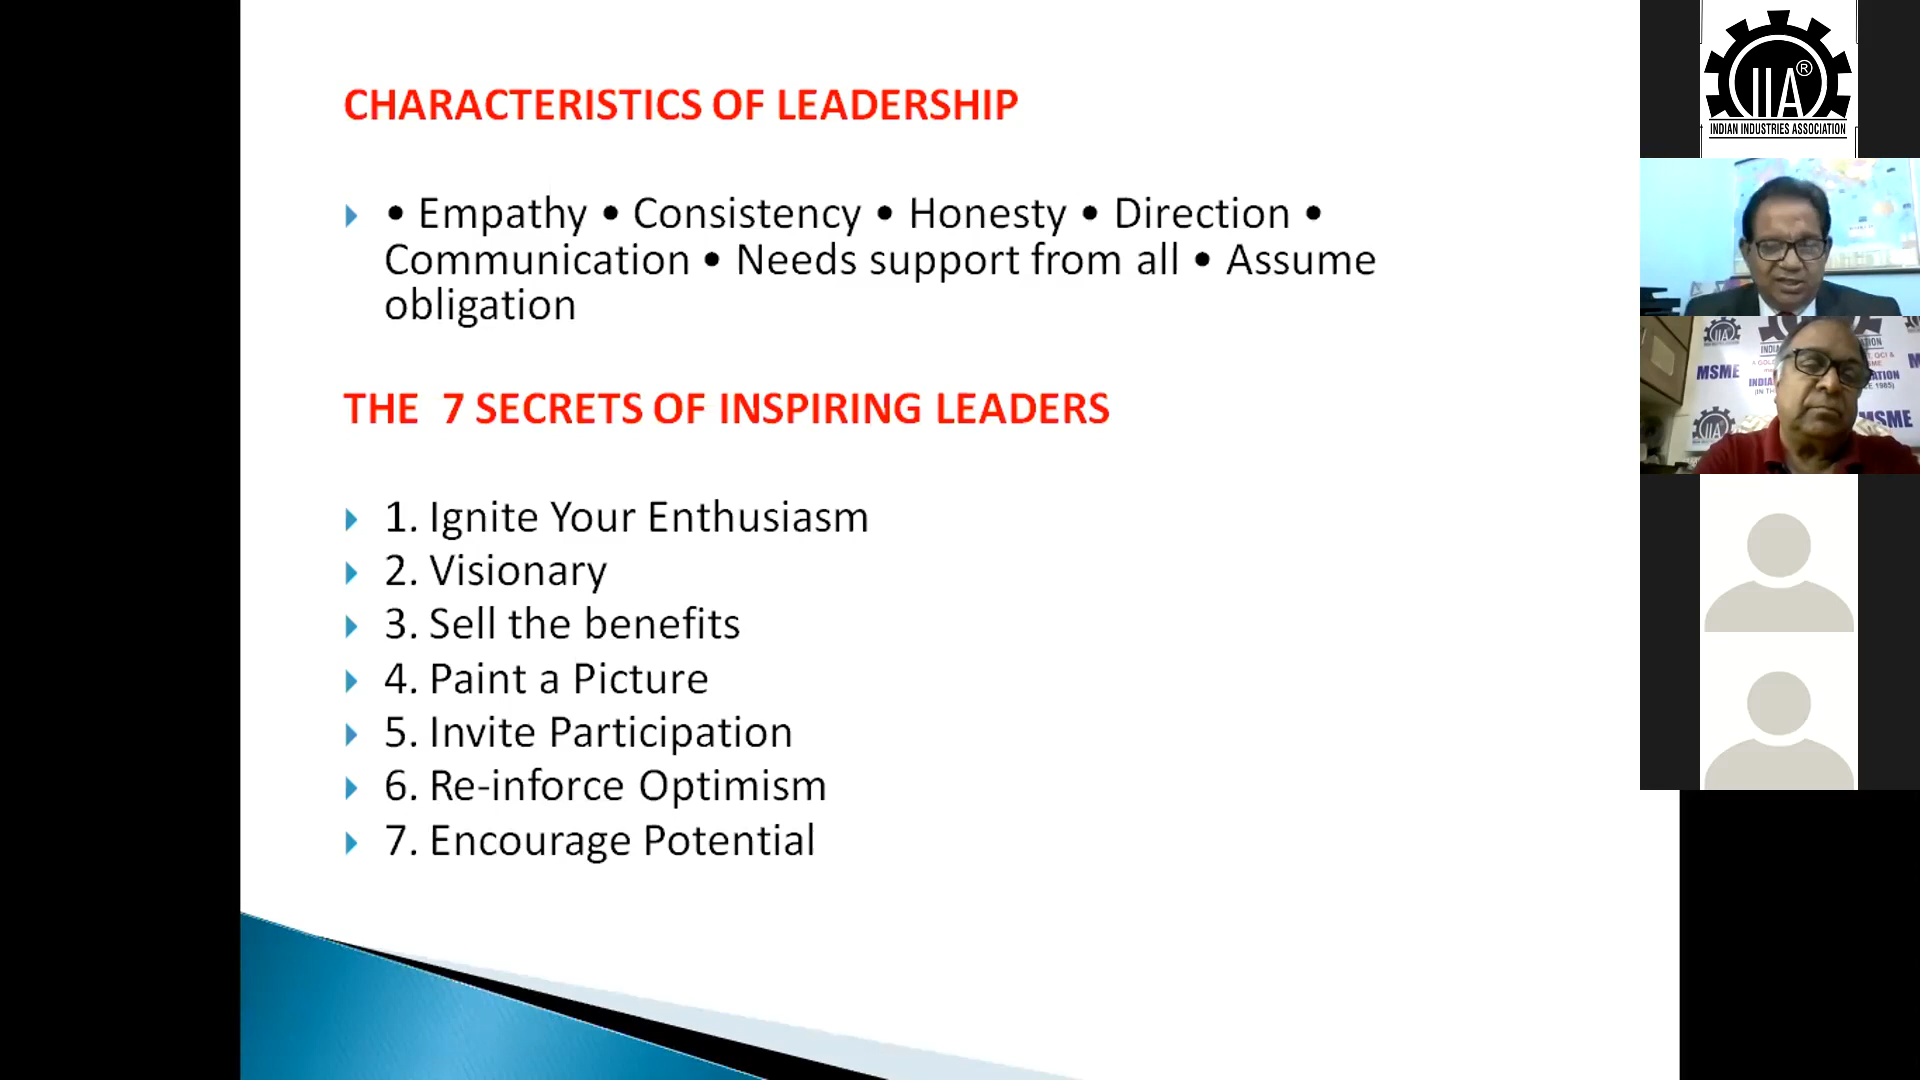 CHARACTERISTICS OF LEADERSHIP
• Empathy • Consistency • Honesty • Direction •
Communication • Needs support from all • Assume
obligation
THE 7 SECRETS OF INSPIRING LEADERS
1. Ignite Your Enthusiasm
2. Visionary
3. Sell the benefits
4. Paint a Picture
5. Invite Participation
6. Re-inforce Optimism
7. Encourage Potential
IIA®
INDIAN INDUSTRIES ASSOCIATION
MSME
MSME